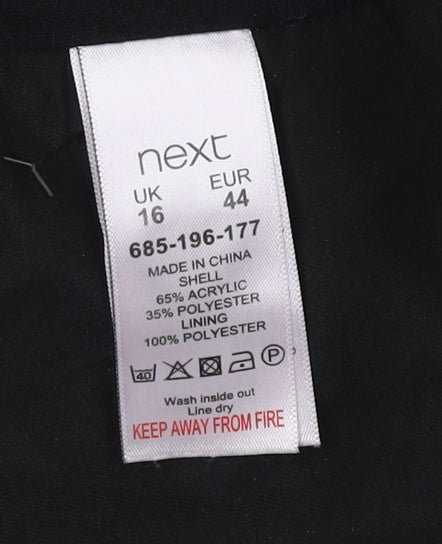 next
UK EUR
16 44
685-196-177
MADE IN CHINA
SHELL
65% ACRYLIC
35% POLYESTER
LINING
100% POLYESTER
40 P
Wash inside out
Line dry
KEEP AWAY FROM FIRE